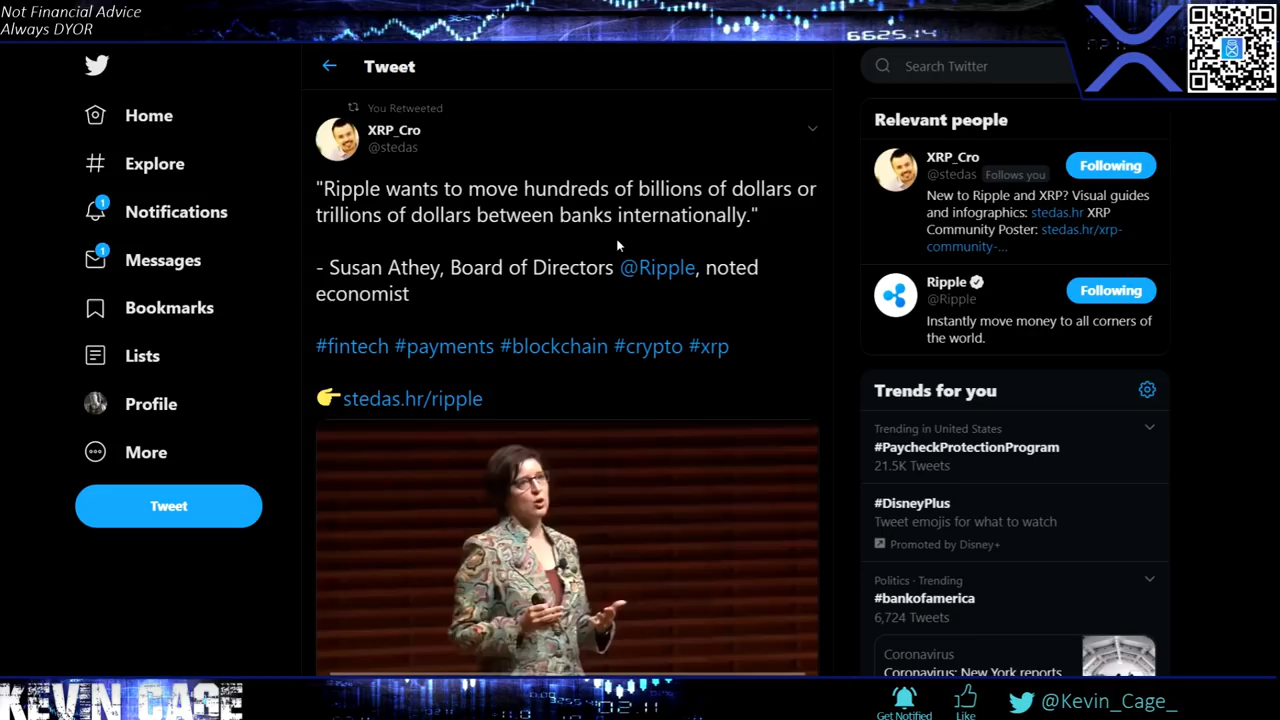 Not Financial Advice
Always DYOR
6625.14
Home
Explore
1
Notifications
1
Messages
Bookmarks
Lists
Profile
More
Tweet
Tweet
You Retweeted
XRP_Cro
@stedas
"Ripple wants to move hundreds of billions of dollars or
trillions of dollars between banks internationally."
- Susan Athey, Board of Directors @Ripple, noted
economist
#fintech #payments #blockchain #crypto #xrp
👉stedas.hr/ripple
Search Twitter
Relevant people
XRP_Cro
@stedas Follows you
Following
New to Ripple and XRP? Visual guides
and infographics: stedas.hr XRP
Community Poster: stedas.hr/xrp-
community-...
Ripple
@Ripple
Following
Instantly move money to all corners of
the world.
Trends for you
Trending in United States
#PaycheckProtectionProgram
21.5K Tweets
#DisneyPlus
Tweet emojis for what to watch
Promoted by Disney+
Politics · Trending
#bankofamerica
6,724 Tweets
Coronavirus
Coronavirus: New York reports
KEVIN CAGE
Get Notified
Like
@Kevin_Cage_